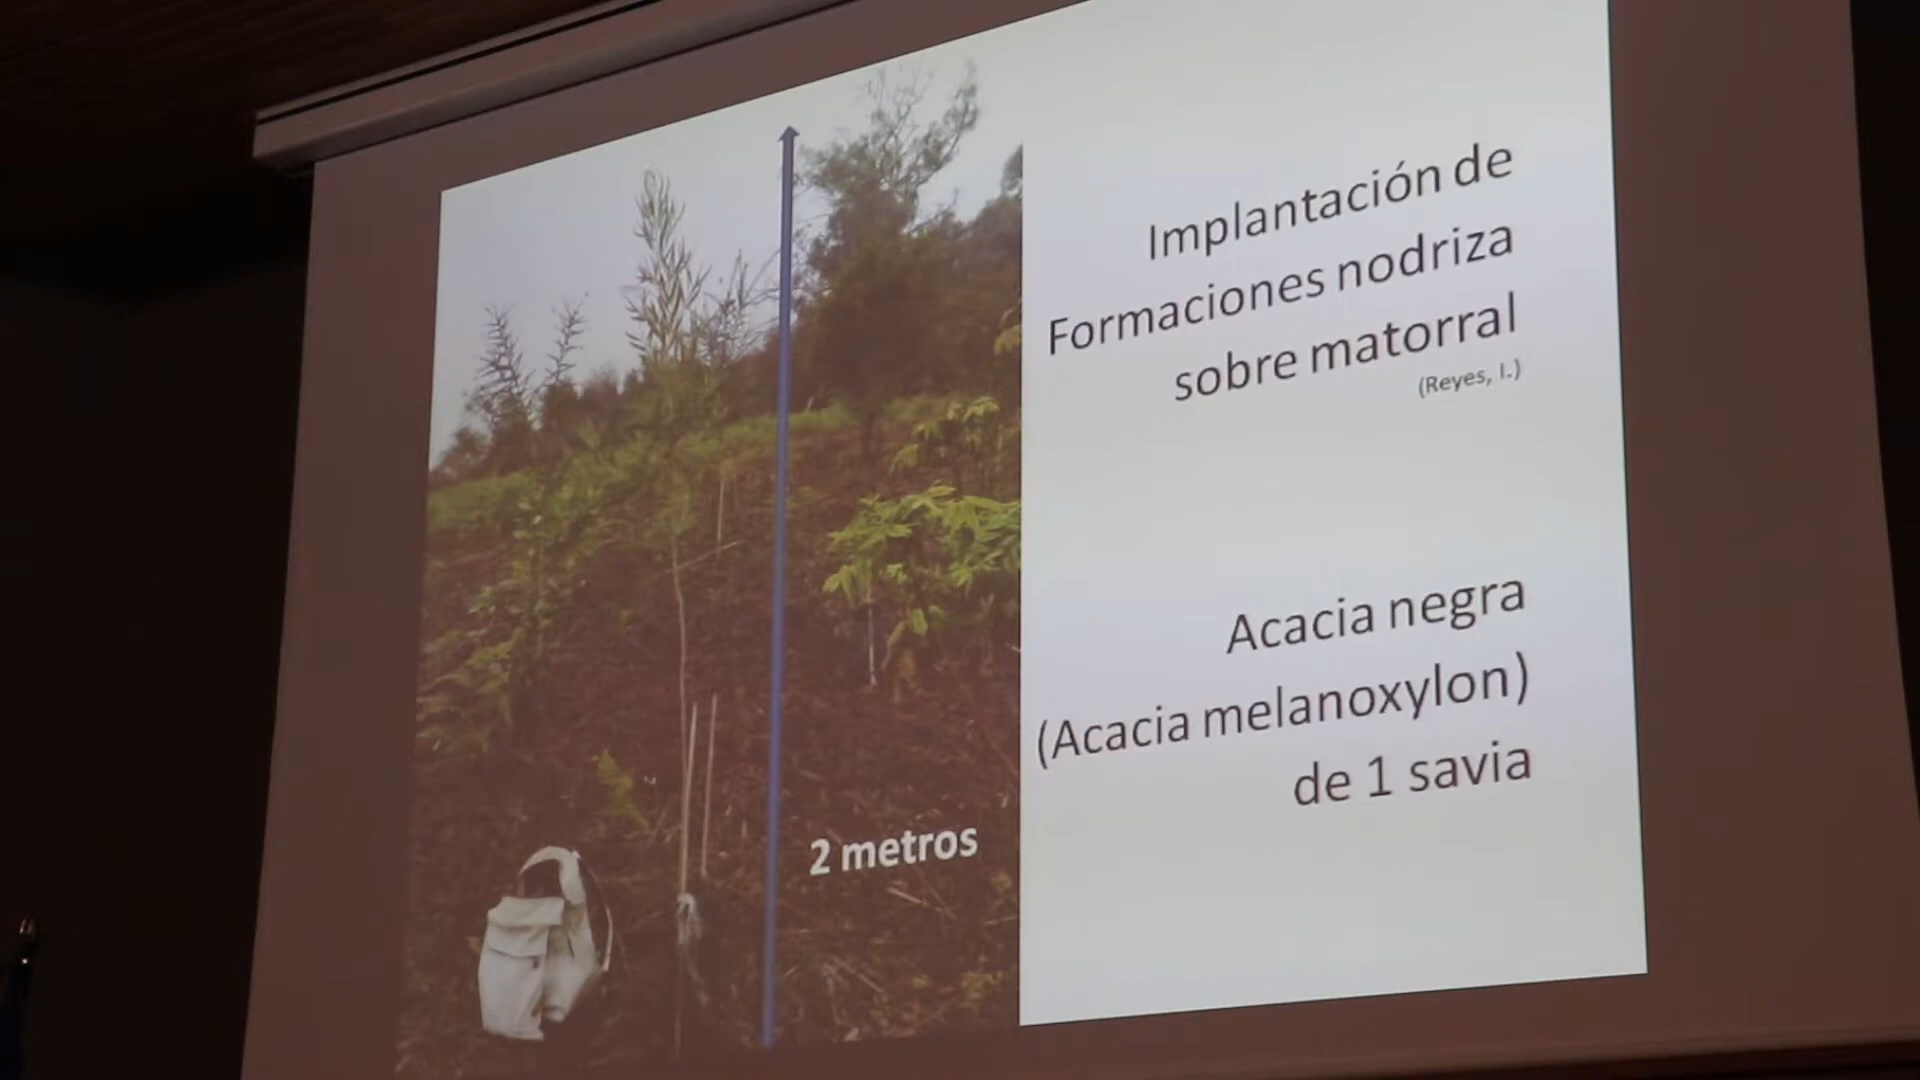 Implantación de
Formaciones nodriza
sobre matorral
(Reyes, I.)
Acacia negra
(Acacia melanoxylon)
de 1 savia
2 metros